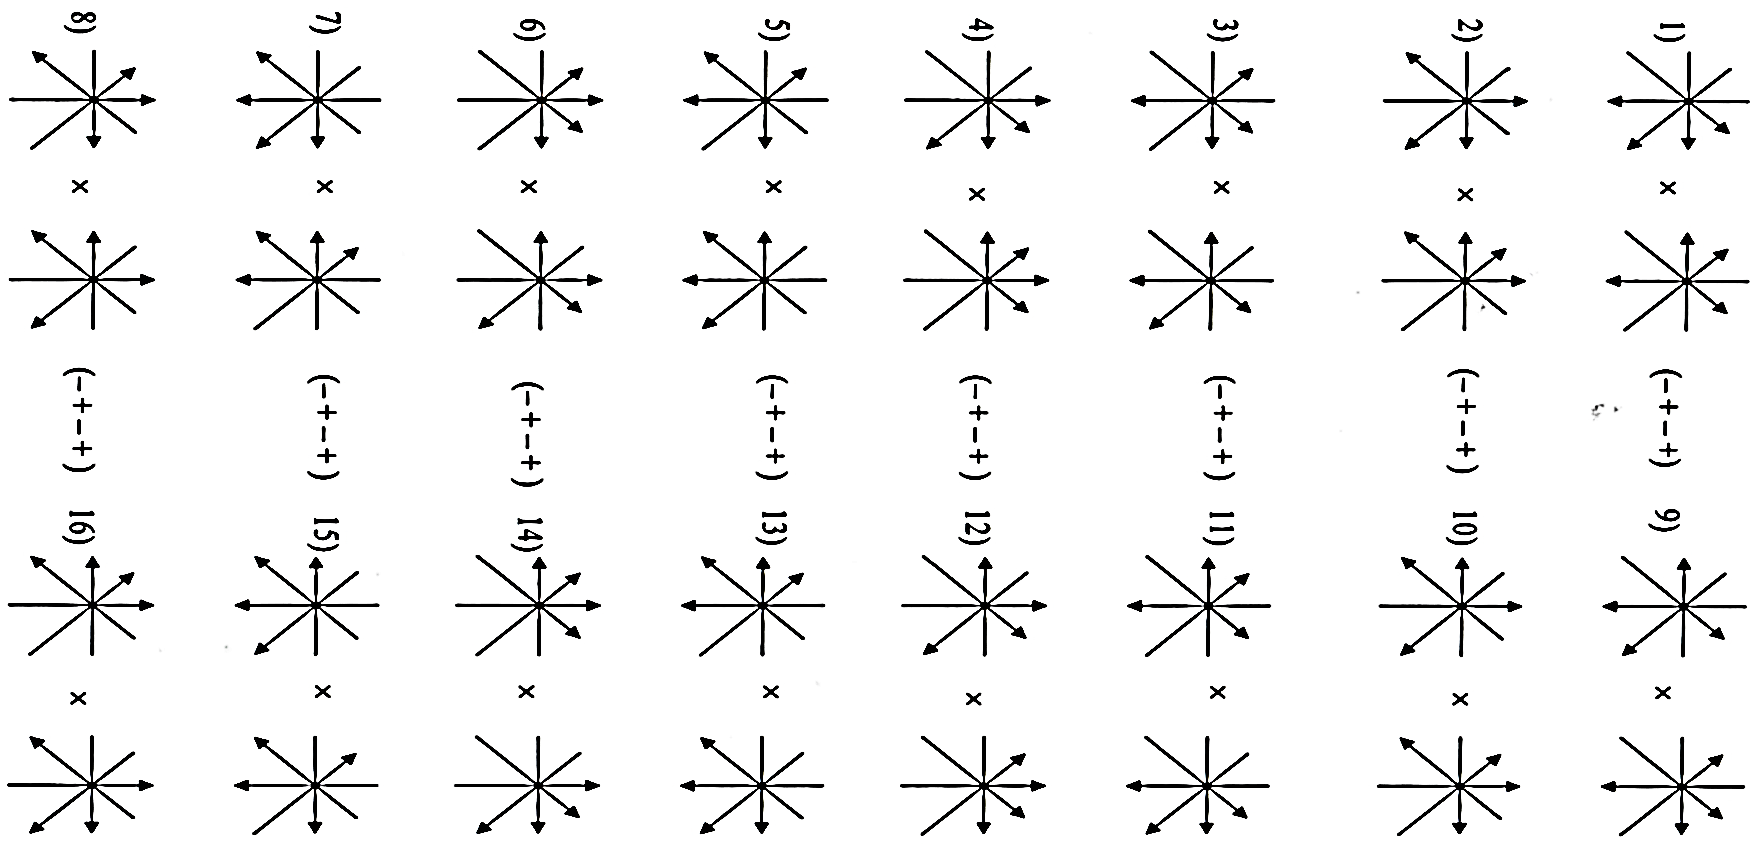 1) x (-+-+) 9) x
2) x (-+-+) 10) x
3) x (-+-+) 11) x
4) x (-+-+) 12) x
5) x (-+-+) 13) x
6) x (-+-+) 14) x
7) x (-+-+) 15) x
8) x (-+-+) 16) x